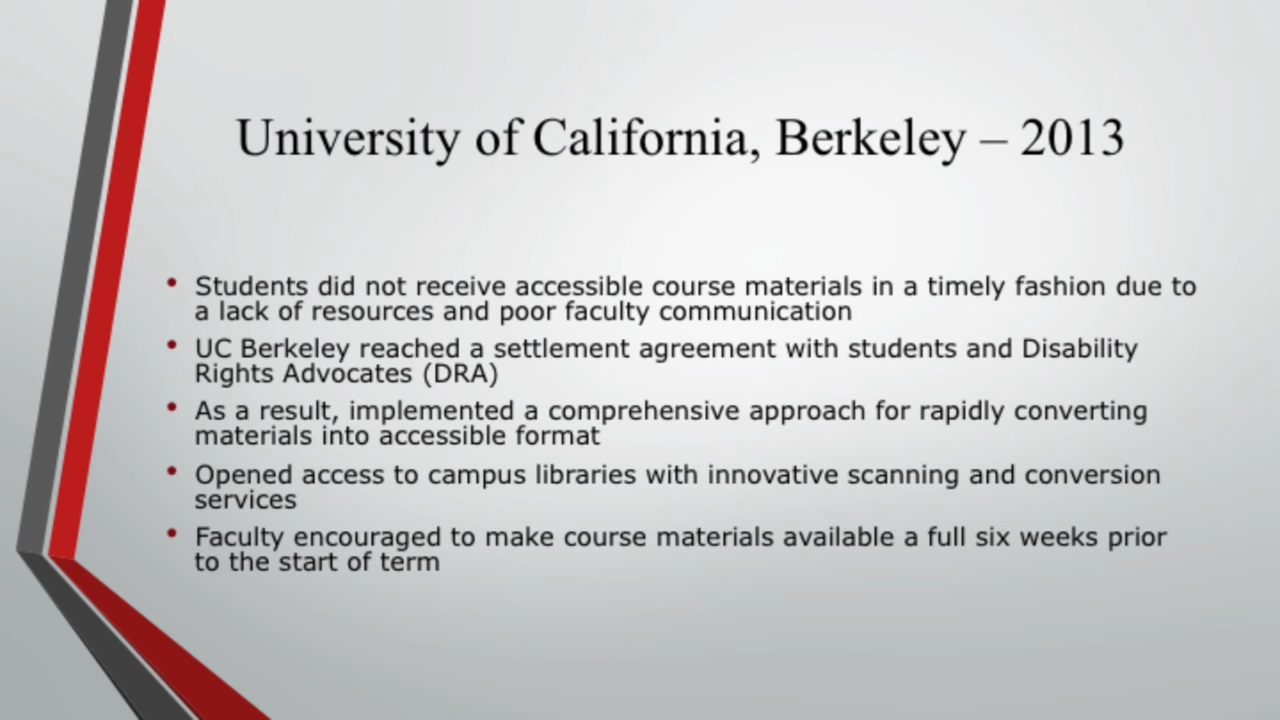 University of California, Berkeley – 2013
• Students did not receive accessible course materials in a timely fashion due to
a lack of resources and poor faculty communication
• UC Berkeley reached a settlement agreement with students and Disability
Rights Advocates (DRA)
• As a result, implemented a comprehensive approach for rapidly converting
materials into accessible format
• Opened access to campus libraries with innovative scanning and conversion
services
• Faculty encouraged to make course materials available a full six weeks prior
to the start of term